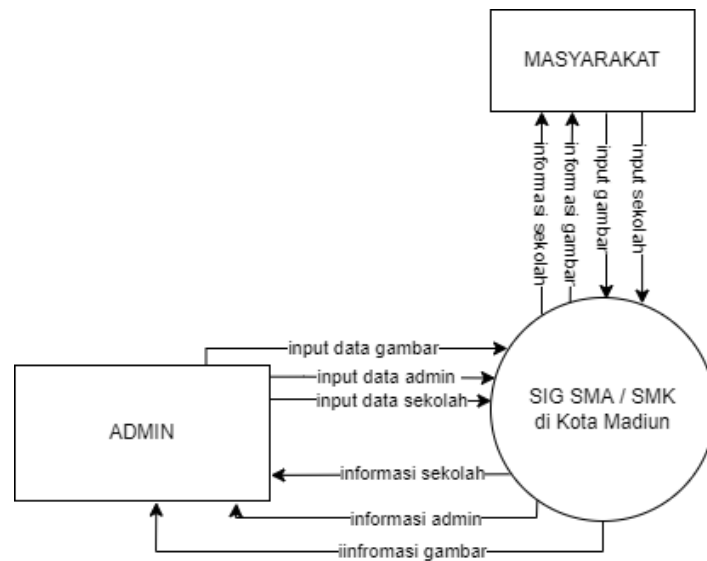 MASYARAKAT
informasi sekolah
informasi gambar
input gambar
input sekolah
input data gambar
input data admin
input data sekolah
SIG SMA / SMK
di Kota Madiun
ADMIN
informasi sekolah
informasi admin
iinfromasi gambar